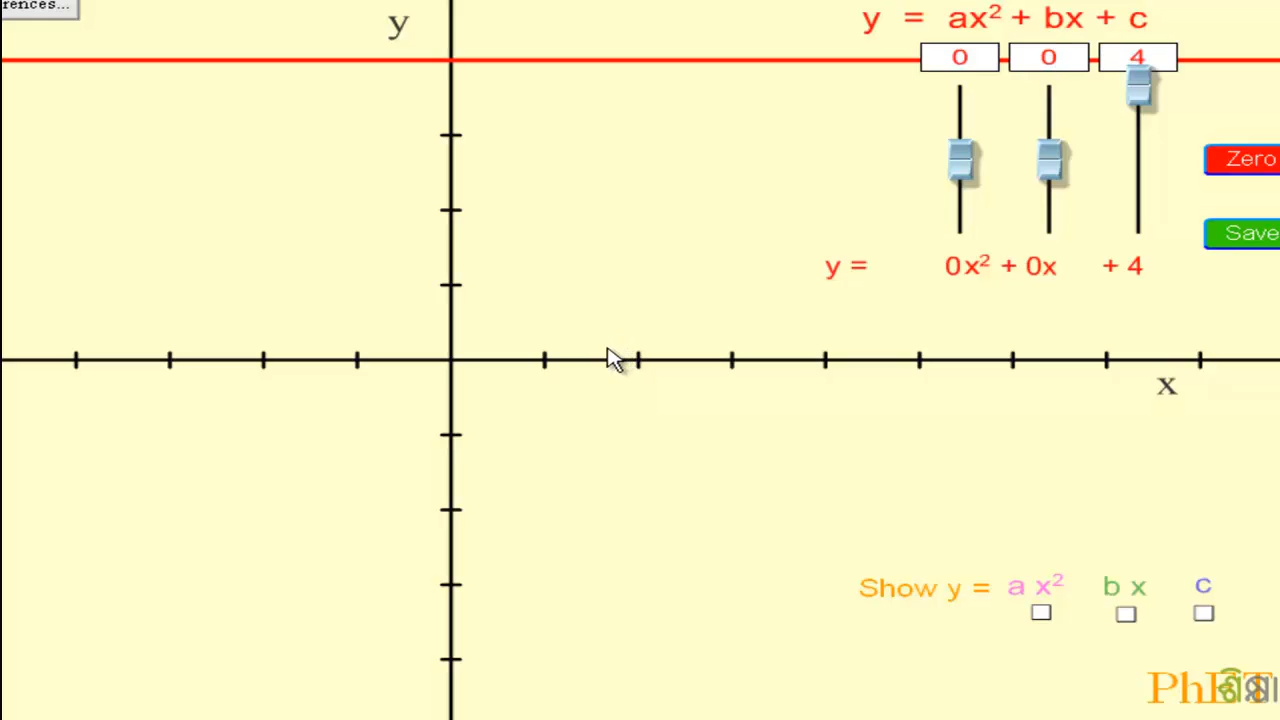 rences...
y
y = ax² + bx + c
0 0 4
Zero
Save
y = 0x² + 0x + 4
x
Show y = a x² b x c
PhET